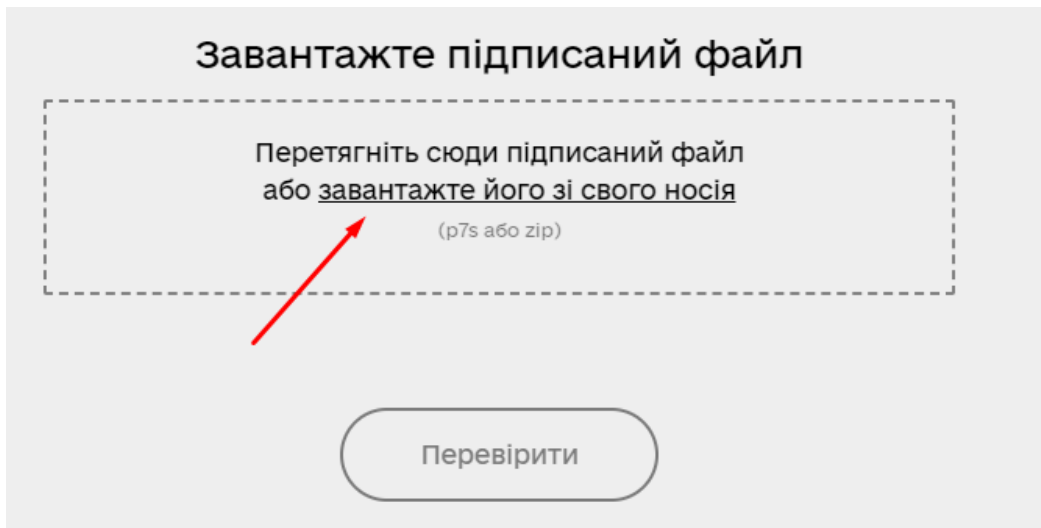 Завантажте підписаний файл
Перетягніть сюди підписаний файл
або завантажте його зі свого носія
(p7s або zip)
Перевірити